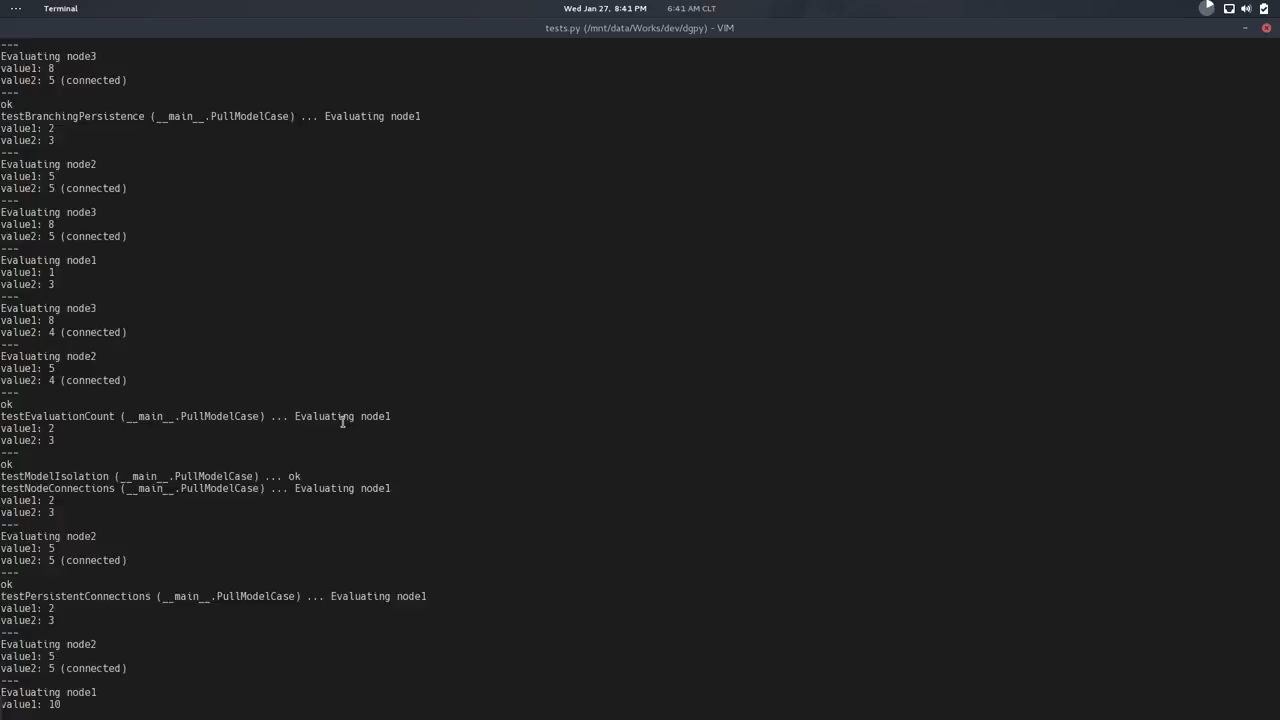 Terminal
Wed Jan 27, 8:41 PM
6:41 AM CLT
tests.py (/mnt/data/Works/dev/dgpy) - VIM
---
Evaluating node3
value1: 8
value2: 5 (connected)
---
ok
testBranchingPersistence (__main__.PullModelCase) ... Evaluating node1
value1: 2
value2: 3
---
Evaluating node2
value1: 5
value2: 5 (connected)
---
Evaluating node3
value1: 8
value2: 5 (connected)
---
Evaluating node1
value1: 1
value2: 3
---
Evaluating node3
value1: 8
value2: 4 (connected)
---
Evaluating node2
value1: 5
value2: 4 (connected)
---
ok
testEvaluationCount (__main__.PullModelCase) ... Evaluating node1
value1: 2
value2: 3
---
ok
testModelIsolation (__main__.PullModelCase) ... ok
testNodeConnections (__main__.PullModelCase) ... Evaluating node1
value1: 2
value2: 3
---
Evaluating node2
value1: 5
value2: 5 (connected)
---
ok
testPersistentConnections (__main__.PullModelCase) ... Evaluating node1
value1: 2
value2: 3
---
Evaluating node2
value1: 5
value2: 5 (connected)
---
Evaluating node1
value1: 10